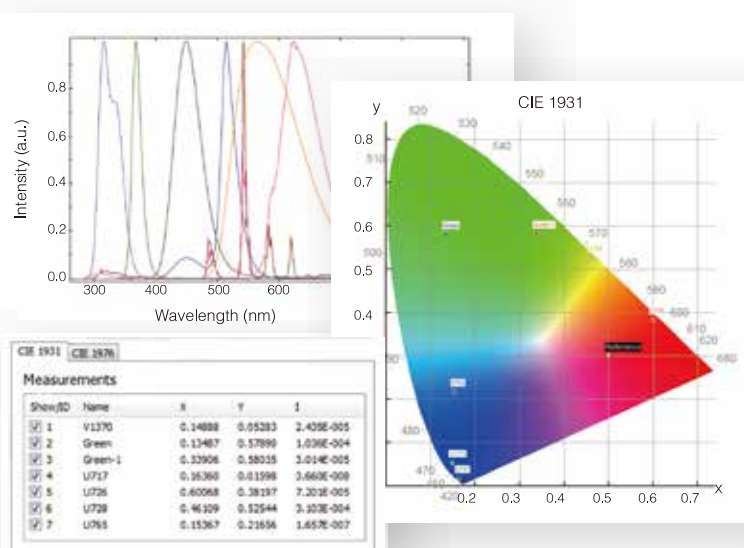 Intensity (a.u.)
0.8
0.6
0.4
0.2
0.0
300 400 500 600
Wavelength (nm)
CIE 1931
y
0.8
0.7
0.6
0.5
0.4
520
530
540
550
560
570
510
500
480
470
600
610
620
680
0.2 0.3 0.4 0.5 0.6 0.7
x
Reference
CIE 1931 CIE 1976
Measurements
Show/ID Name X Y I
1 V1370 0.14888 0.05283 2.405E-005
2 Green 0.13487 0.57890 1.036E-004
3 Green-1 0.33906 0.58035 3.014E-005
4 U717 0.16360 0.01598 3.660E-008
5 U726 0.60068 0.38197 7.201E-005
6 U728 0.46109 0.52544 3.103E-004
7 U765 0.15367 0.21656 1.657E-007